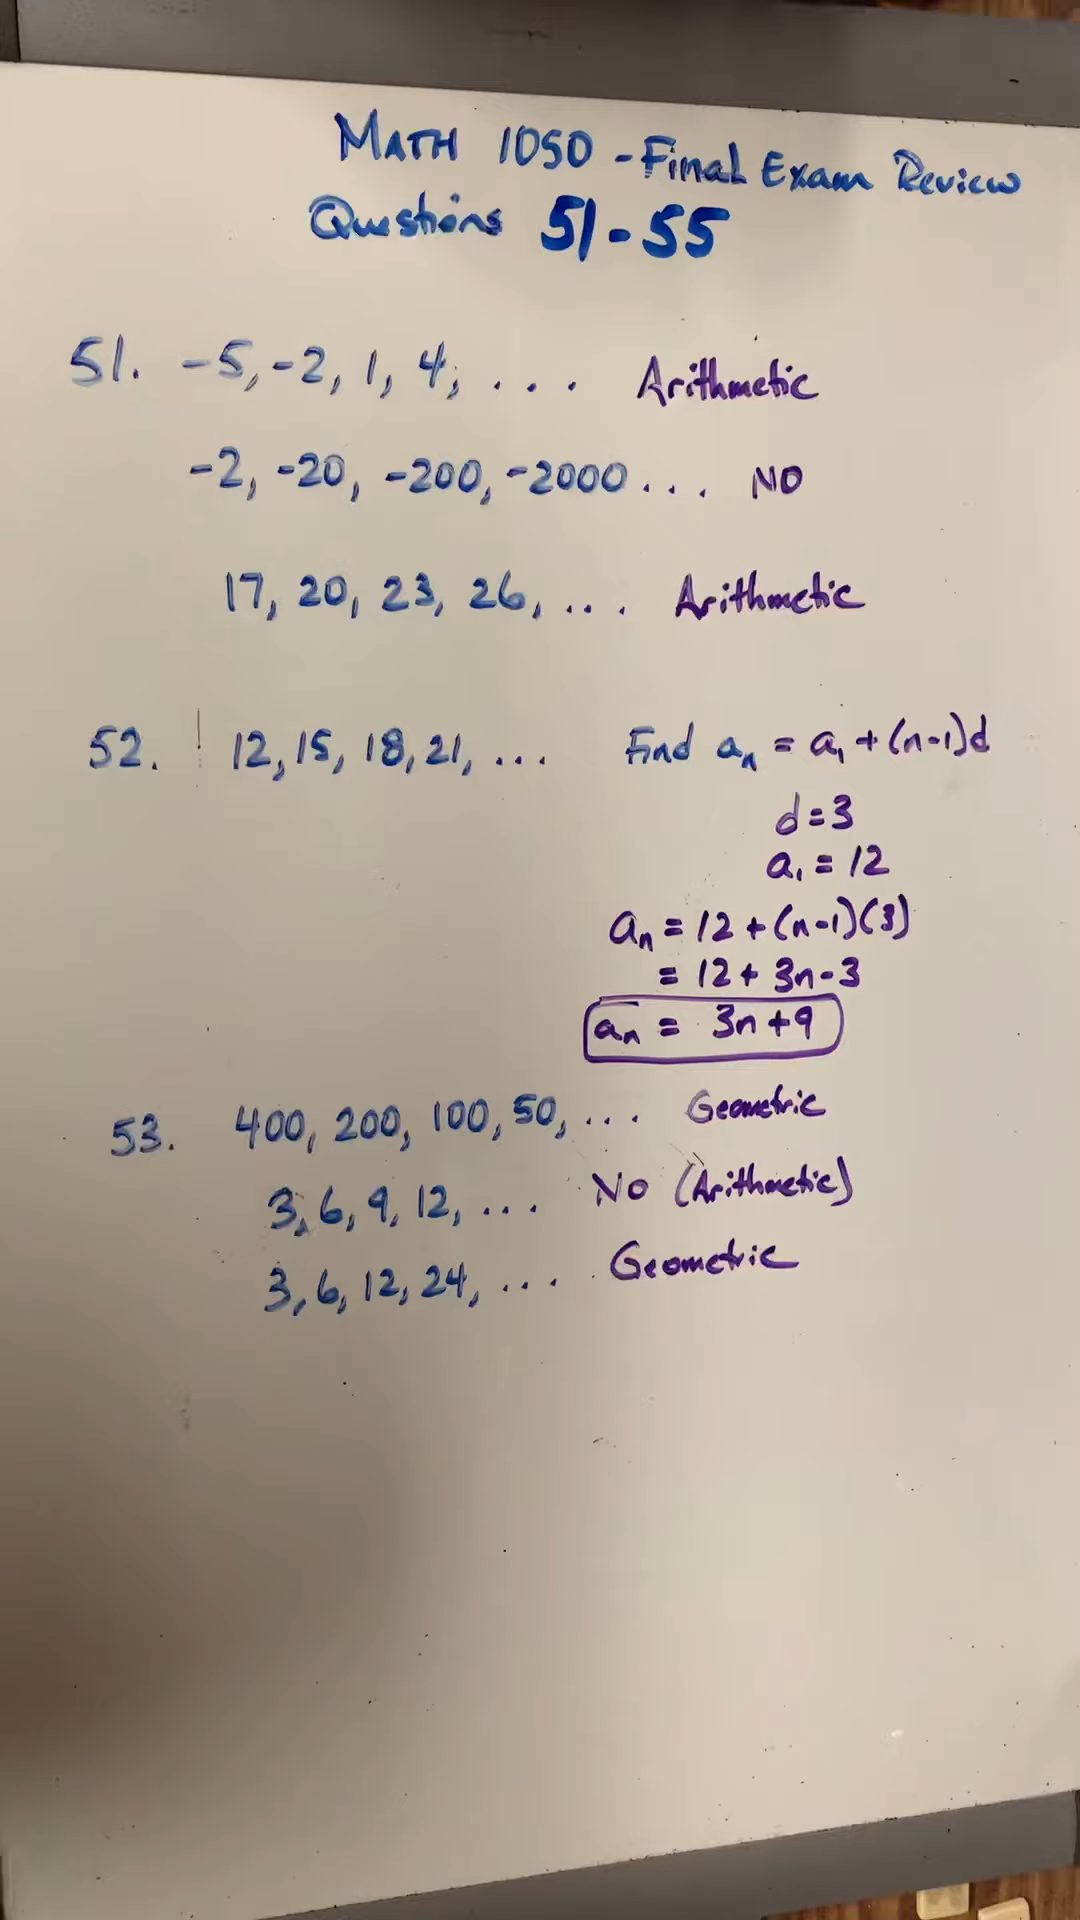 MATH 1050 - Final Exam Review
Questions 51-55
51. -5, -2, 1, 4, ... Arithmetic
-2, -20, -200, -2000 ... NO
17, 20, 23, 26, ... Arithmetic
52. 12, 15, 18, 21, ... Find aₙ = a₁ + (n-1)d
d = 3
a₁ = 12
aₙ = 12 + (n-1)(3)
= 12 + 3n - 3
aₙ = 3n + 9
53. 400, 200, 100, 50, ... Geometric
3, 6, 9, 12, ... No (Arithmetic)
3, 6, 12, 24, ... Geometric